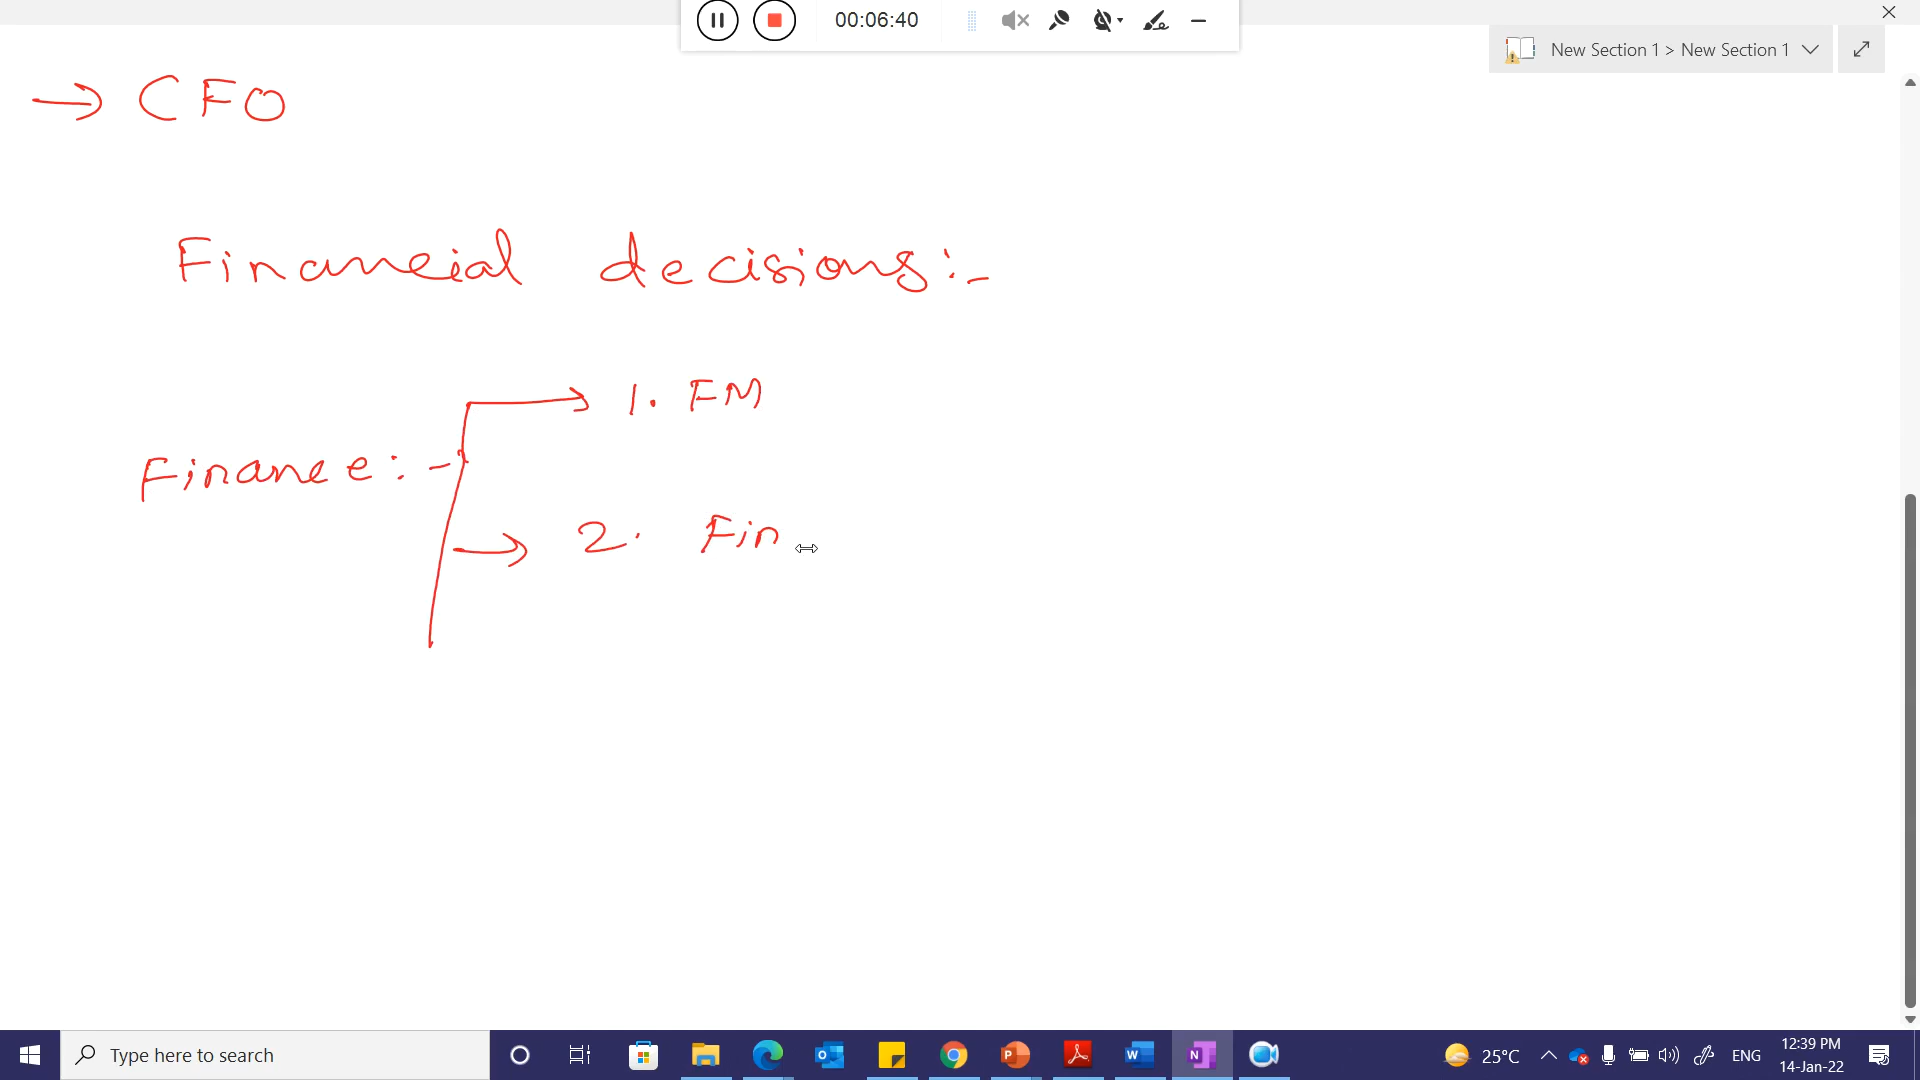 00:06:40
New Section 1 > New Section 1
→ CFO
Financial decisions:-
1. FM
Finance:-
2. Fin
Type here to search
25°C
ENG
12:39 PM
14-Jan-22